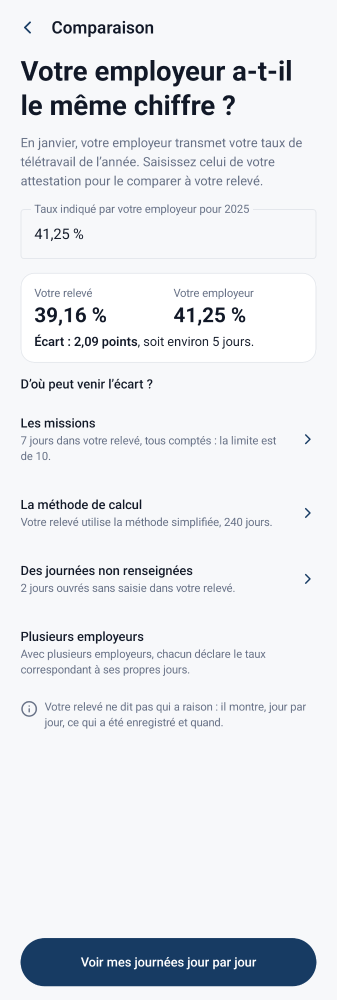 Comparaison
Votre employeur a-t-il
le même chiffre ?
En janvier, votre employeur transmet votre taux de
télétravail de l'année. Saisissez celui de votre
attestation pour le comparer à votre relevé.
Taux indiqué par votre employeur pour 2025
41,25 %
Votre relevé
Votre employeur
39,16 %
41,25 %
Écart : 2,09 points, soit environ 5 jours.
D'où peut venir l'écart ?
Les missions
7 jours dans votre relevé, tous comptés : la limite est
de 10.
La méthode de calcul
Votre relevé utilise la méthode simplifiée, 240 jours.
Des journées non renseignées
2 jours ouvrés sans saisie dans votre relevé.
Plusieurs employeurs
Avec plusieurs employeurs, chacun déclare le taux
correspondant à ses propres jours.
Votre relevé ne dit pas qui a raison : il montre, jour par
jour, ce qui a été enregistré et quand.
Voir mes journées jour par jour